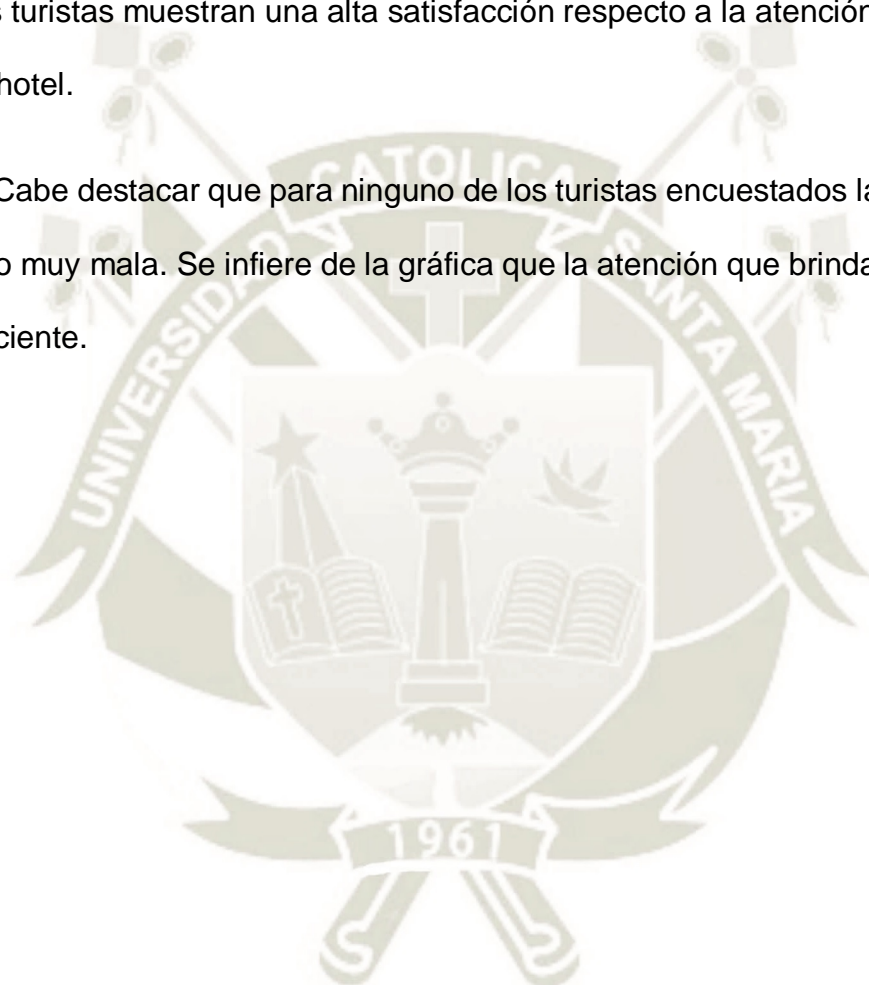 s turistas muestran una alta satisfacción respecto a la atención
hotel.
Cabe destacar que para ninguno de los turistas encuestados la
o muy mala. Se infiere de la gráfica que la atención que brinda
ciente.
UNIVERSIDAD CATOLICA SANTA MARIA
1961